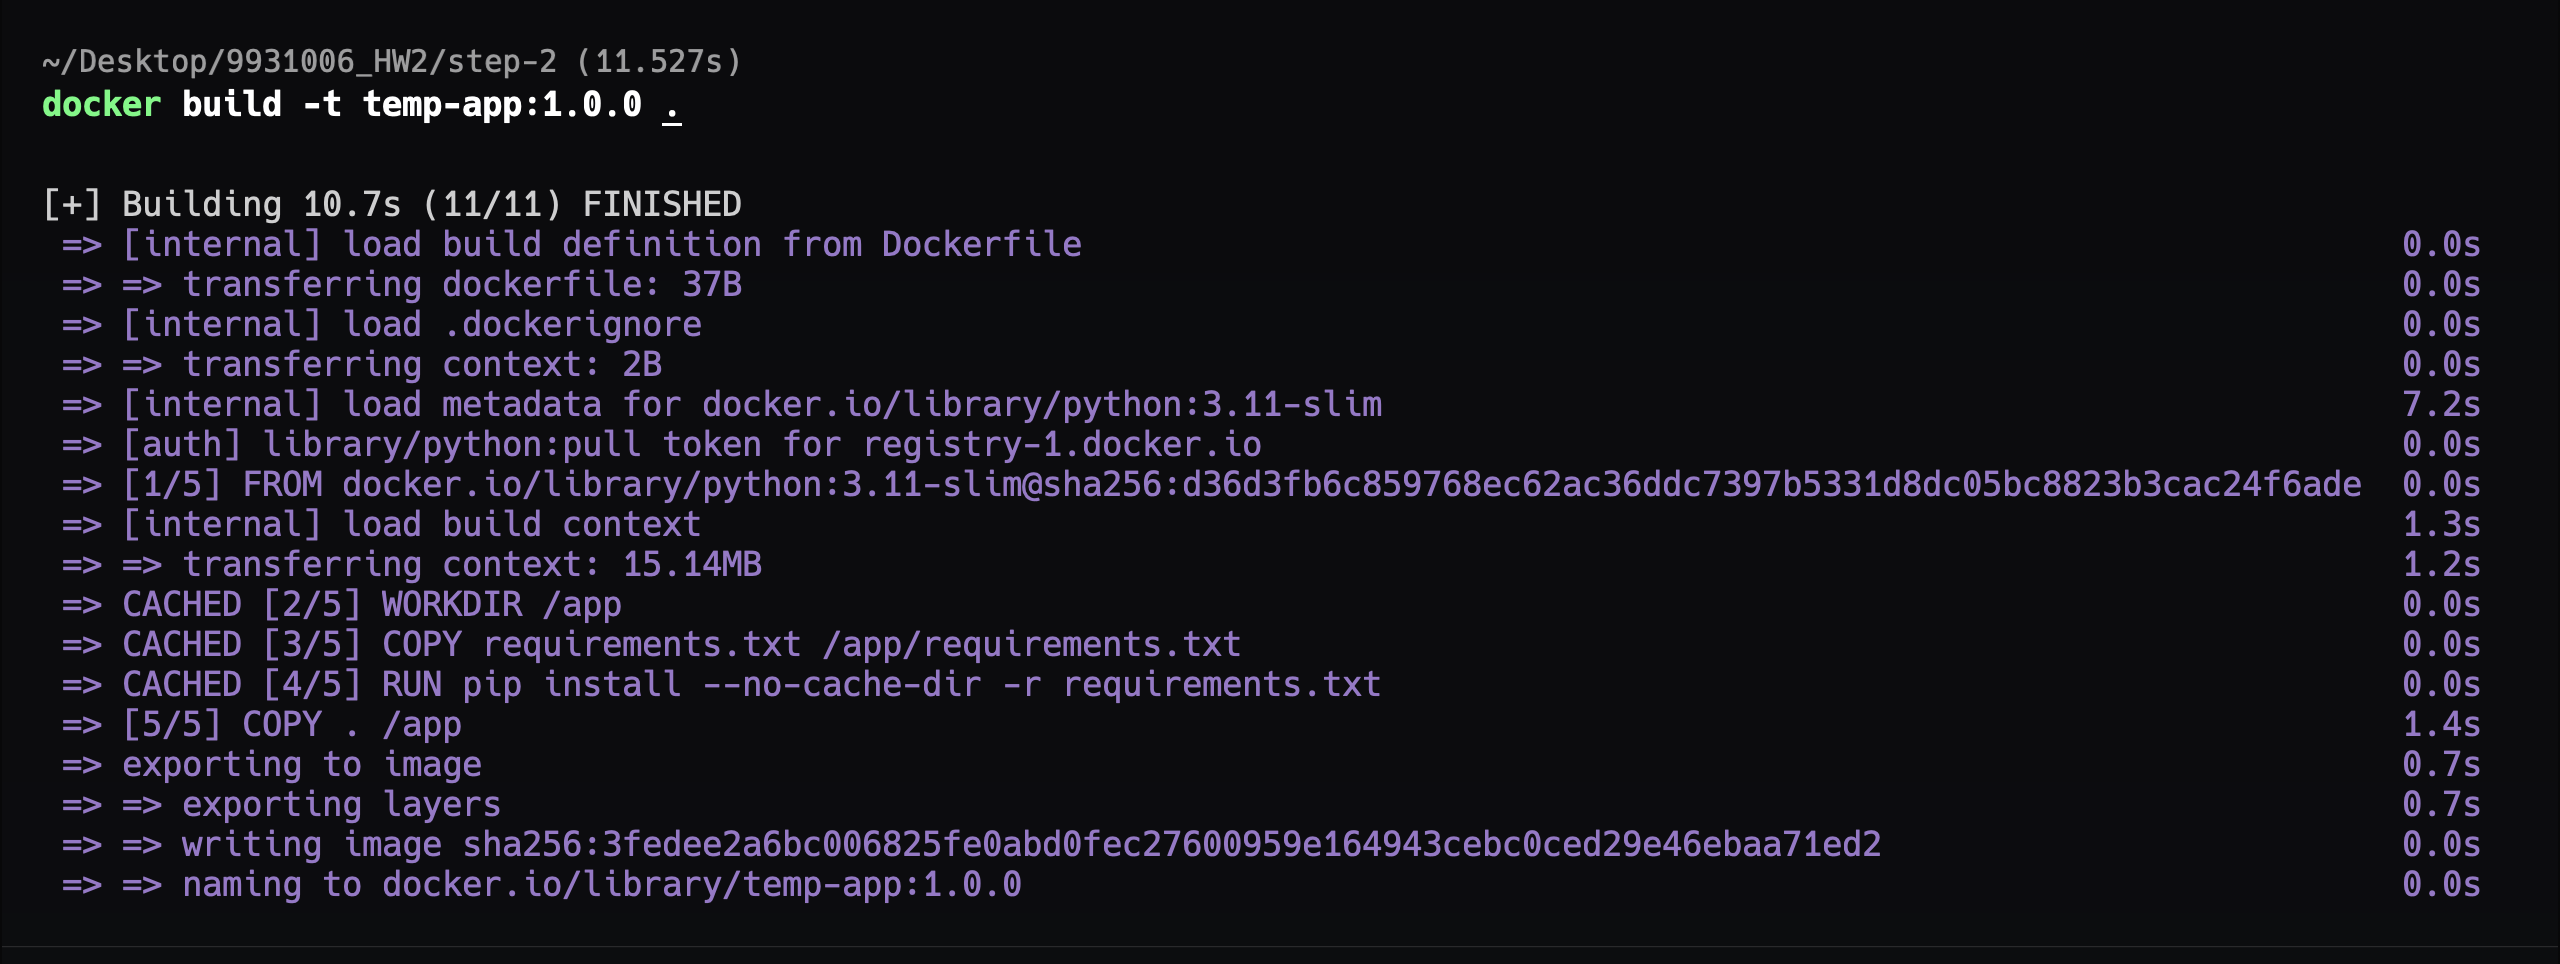 ~/Desktop/9931006_HW2/step-2 (11.527s)
docker build -t temp-app:1.0.0 .
[+] Building 10.7s (11/11) FINISHED
=> [internal] load build definition from Dockerfile 0.0s
=> => transferring dockerfile: 37B 0.0s
=> [internal] load .dockerignore 0.0s
=> => transferring context: 2B 0.0s
=> [internal] load metadata for docker.io/library/python:3.11-slim 7.2s
=> [auth] library/python:pull token for registry-1.docker.io 0.0s
=> [1/5] FROM docker.io/library/python:3.11-slim@sha256:d36d3fb6c859768ec62ac36ddc7397b5331d8dc05bc8823b3cac24f6ade 0.0s
=> [internal] load build context 1.3s
=> => transferring context: 15.14MB 1.2s
=> CACHED [2/5] WORKDIR /app 0.0s
=> CACHED [3/5] COPY requirements.txt /app/requirements.txt 0.0s
=> CACHED [4/5] RUN pip install --no-cache-dir -r requirements.txt 0.0s
=> [5/5] COPY . /app 1.4s
=> exporting to image 0.7s
=> => exporting layers 0.7s
=> => writing image sha256:3fedee2a6bc006825fe0abd0fec27600959e164943cebc0ced29e46ebaa71ed2 0.0s
=> => naming to docker.io/library/temp-app:1.0.0 0.0s